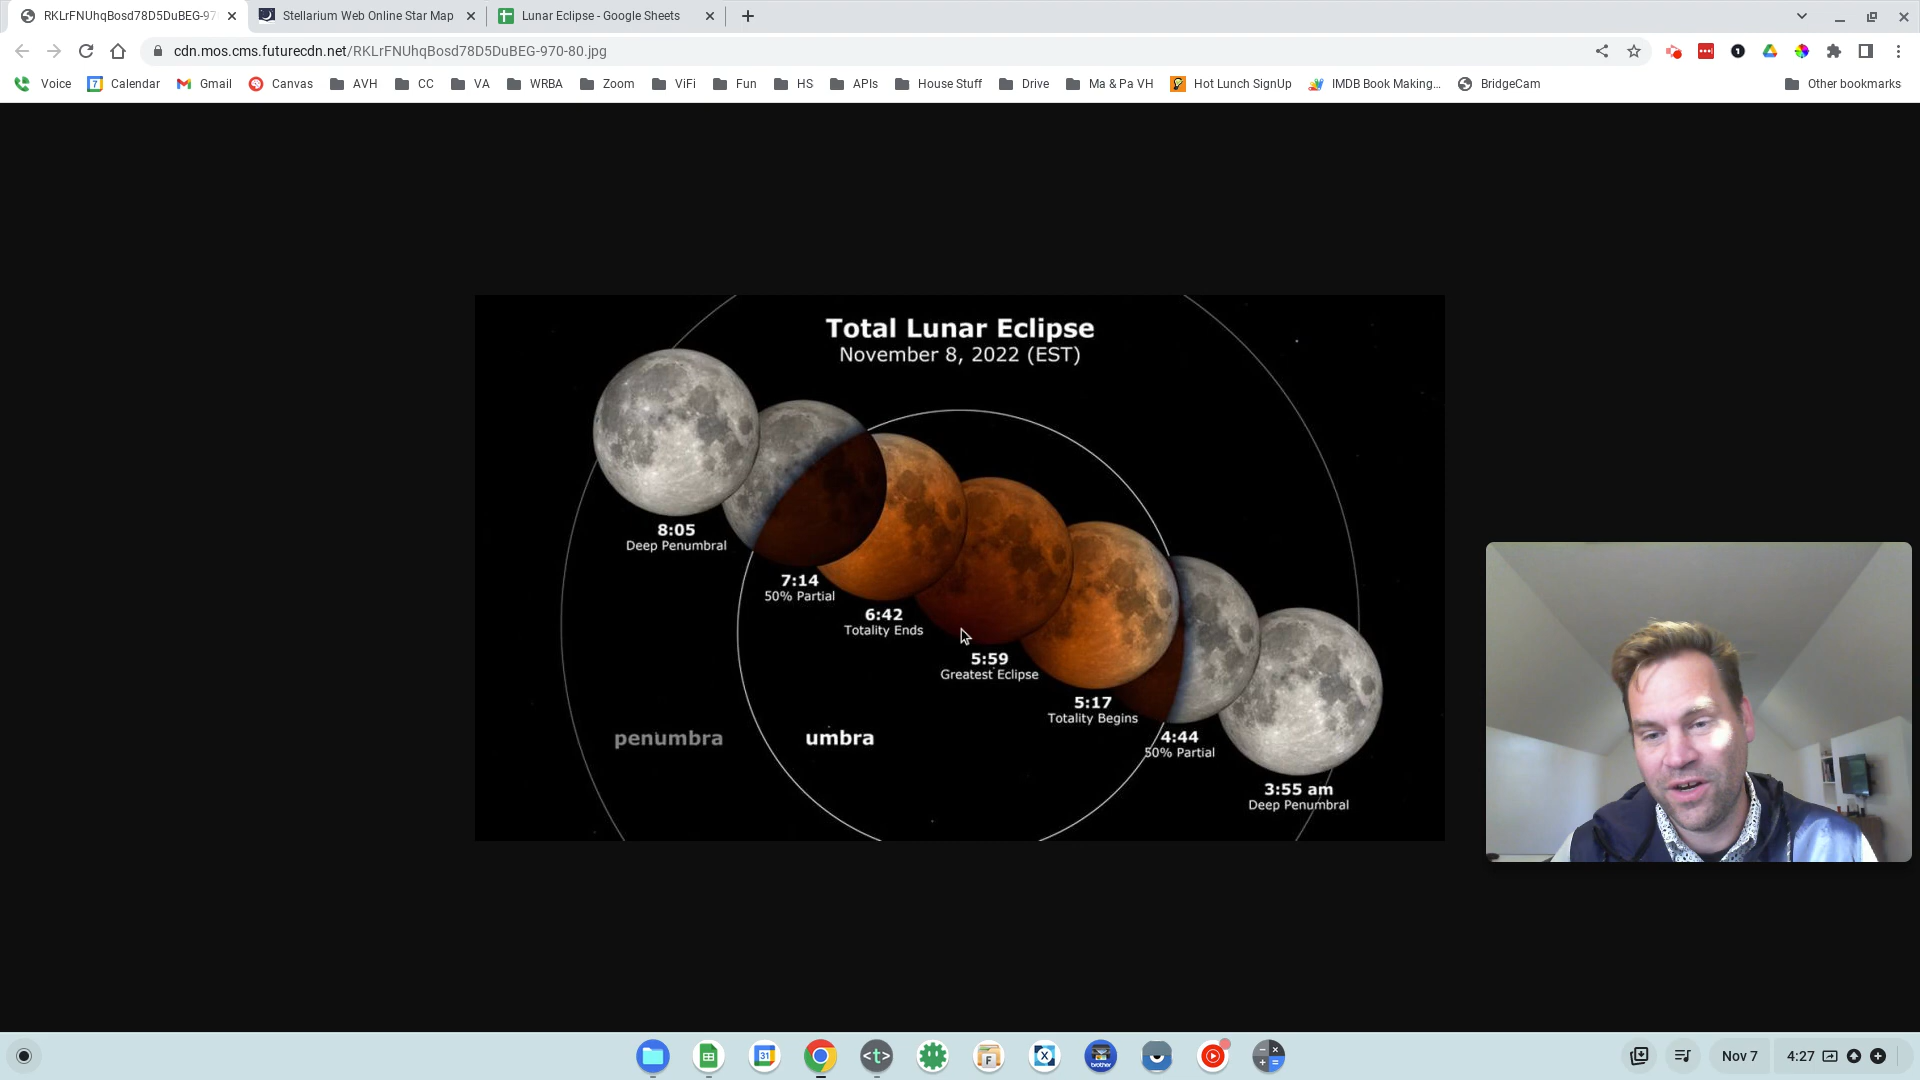 RKLrFNUhqBosd78D5DuBEG-97
Stellarium Web Online Star Map
Lunar Eclipse - Google Sheets
cdn.mos.cms.futurecdn.net/RKLrFNUhqBosd78D5DuBEG-970-80.jpg
Voice
Calendar
Gmail
Canvas
AVH
CC
VA
WRBA
Zoom
ViFi
Fun
HS
APIs
House Stuff
Drive
Ma & Pa VH
Hot Lunch SignUp
IMDB Book Making...
BridgeCam
Other bookmarks
Total Lunar Eclipse
November 8, 2022 (EST)
8:05
Deep Penumbral
7:14
50% Partial
6:42
Totality Ends
5:59
Greatest Eclipse
5:17
Totality Begins
4:44
50% Partial
3:55 am
Deep Penumbral
penumbra
umbra
31
<t>
F
X
brother
Nov 7
4:27